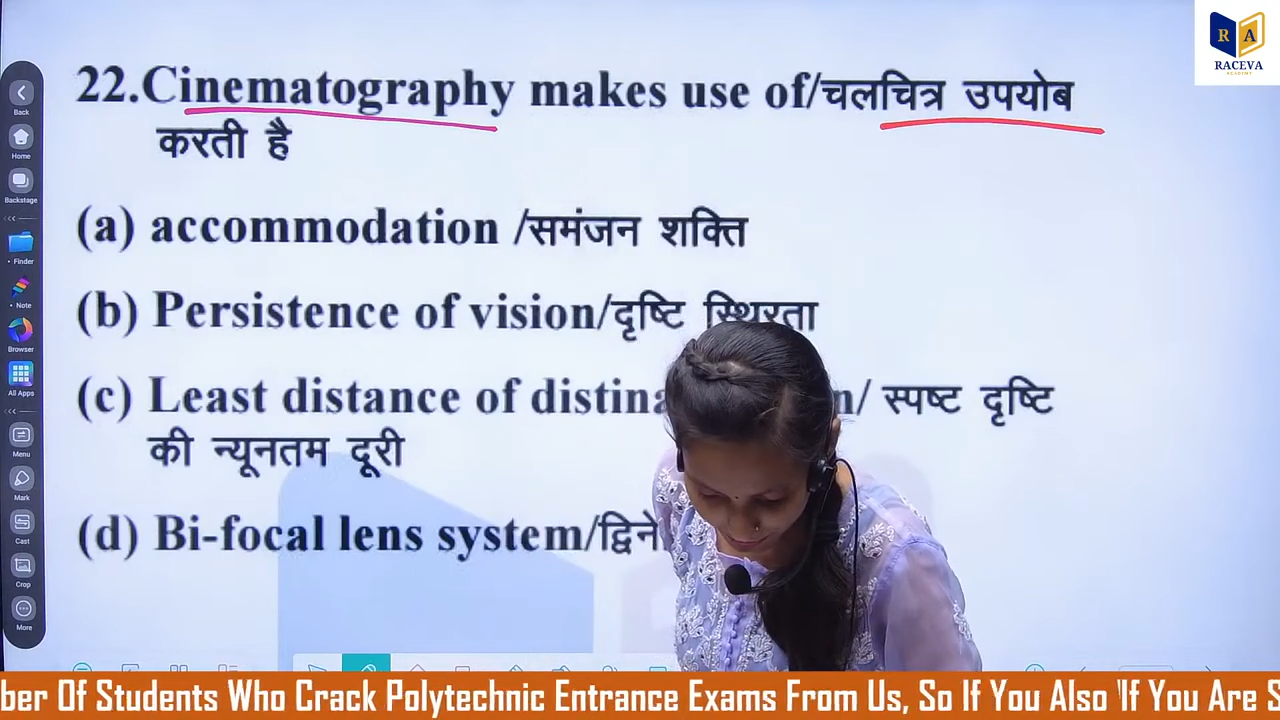 RACEVA
ACADEMY
22.Cinematography makes use of/चलचित्र उपयोब
करती है
(a) accommodation /समंजन शक्ति
(b) Persistence of vision/दृष्टि स्थिरता
(c) Least distance of / स्पष्ट दृष्टि
की न्यूनतम दूरी
(d) Bi-focal lens system/
Back
Home
Backstage
Finder
Note
Browser
All Apps
Menu
Mark
Cast
Crop
More
ber Of Students Who Crack Polytechnic Entrance Exams From Us, So If You Also 'If You Are S